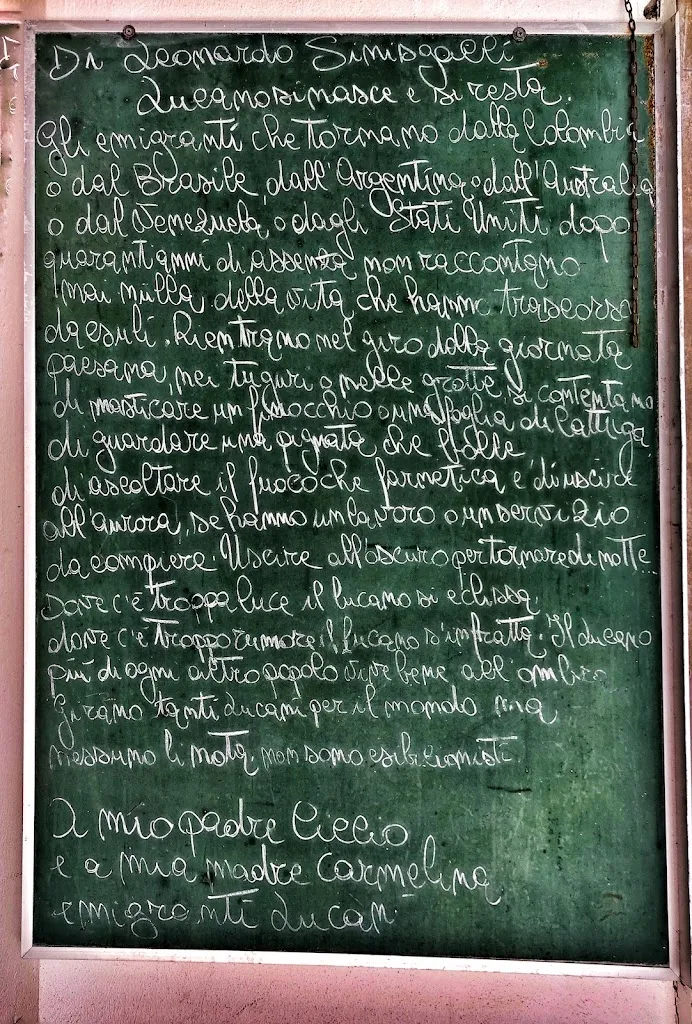 Di Leonardo Sinisgalli
Lucano si nasce e si resta.
Gli emigranti che tornano dalla Colombia
o dal Brasile, dall'Argentina, o dall'Australia
o dal Venezuela, o dagli Stati Uniti dopo
quarant'anni di assenza, non raccontano
mai nulla, della vita che hanno trascorso
da esuli. Rientrano nel giro della giornata
paesana, nei tuguri o nelle grotte, si contentano
di masticare un finocchio o una foglia di lattuga,
di guardare una pignata, che bolle
di ascoltare il fuoco che farnetica e di uscire
all'aurora, se hanno un lavoro o un servizio
da compiere. Uscire all'oscuro per tornare di notte.
Dove c'è troppa luce il lucano si eclissa,
dove c'è troppo rumore il lucano s'infratta. Il lucano
più di ogni altro popolo vive bene all'ombra
Girano tanti lucani per il mondo ma
nessuno li nota, non sono esibizionisti.
A mio padre Ciccio
e a mia madre Carmelina
emigranti Lucani